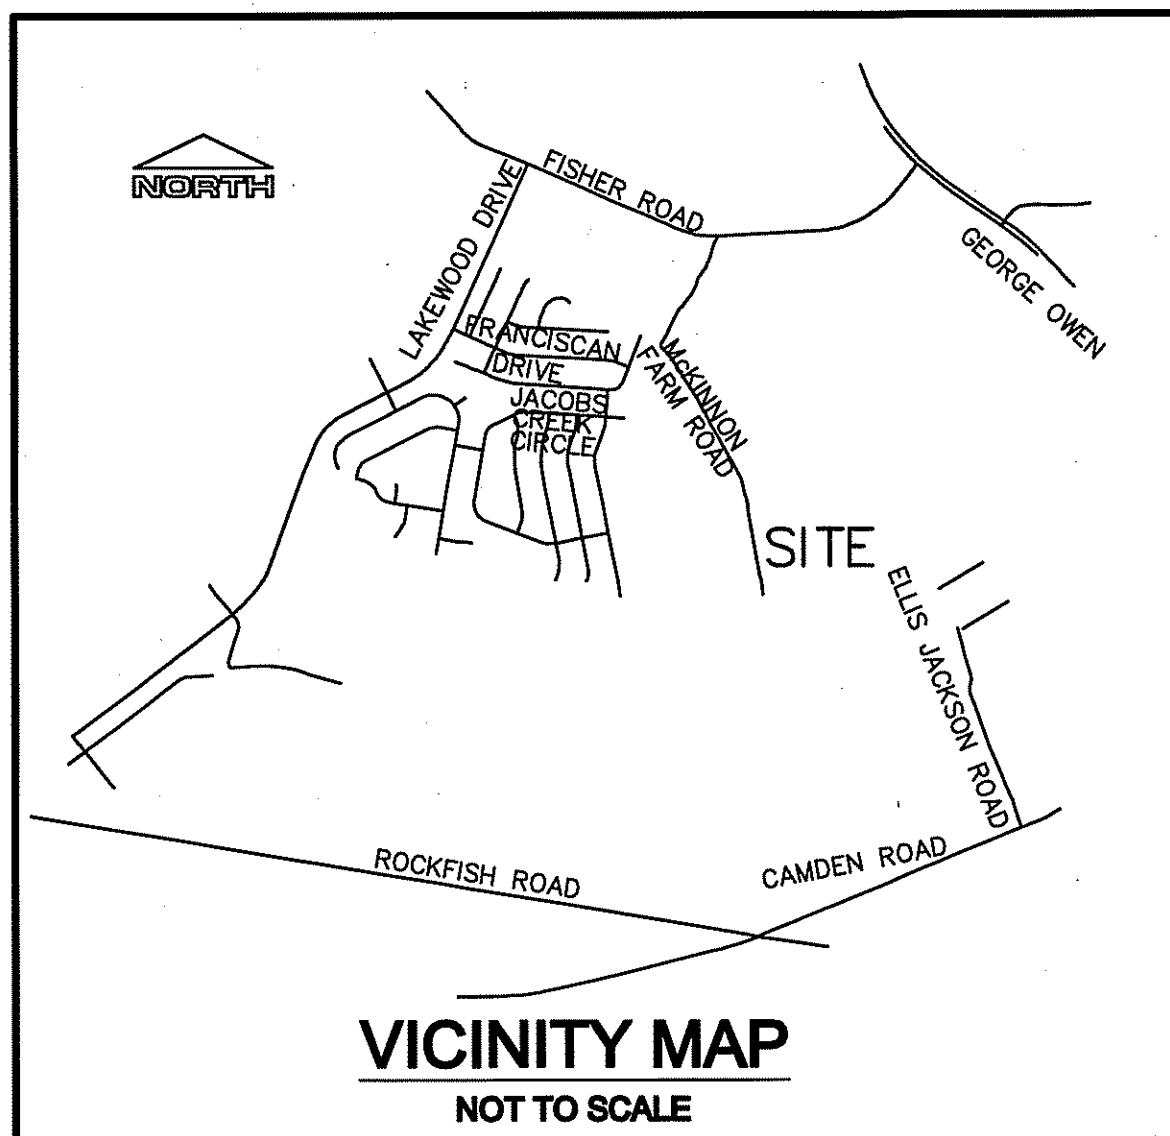 NORTH
FISHER ROAD
LAKEWOOD DRIVE
GEORGE OWEN
FRANCISCAN
DRIVE
McKINNON
FARM ROAD
JACOBS
CREEK
CIRCLE
SITE
ELLIS JACKSON ROAD
ROCKFISH ROAD
CAMDEN ROAD
VICINITY MAP
NOT TO SCALE